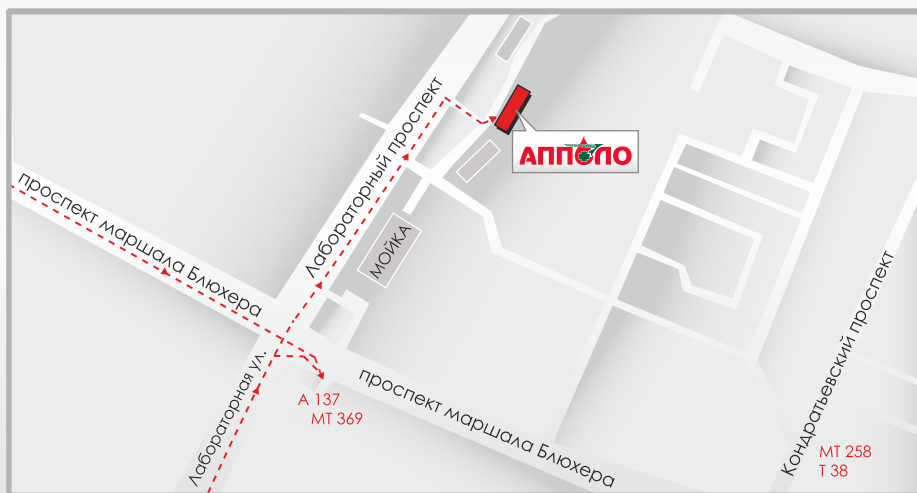 Лабораторный проспект
АППОЛО
проспект маршала Блюхера
МОЙКА
Лабораторная ул.
А 137
МТ 369
проспект маршала Блюхера
Кондратьевский проспект
МТ 258
Т 38